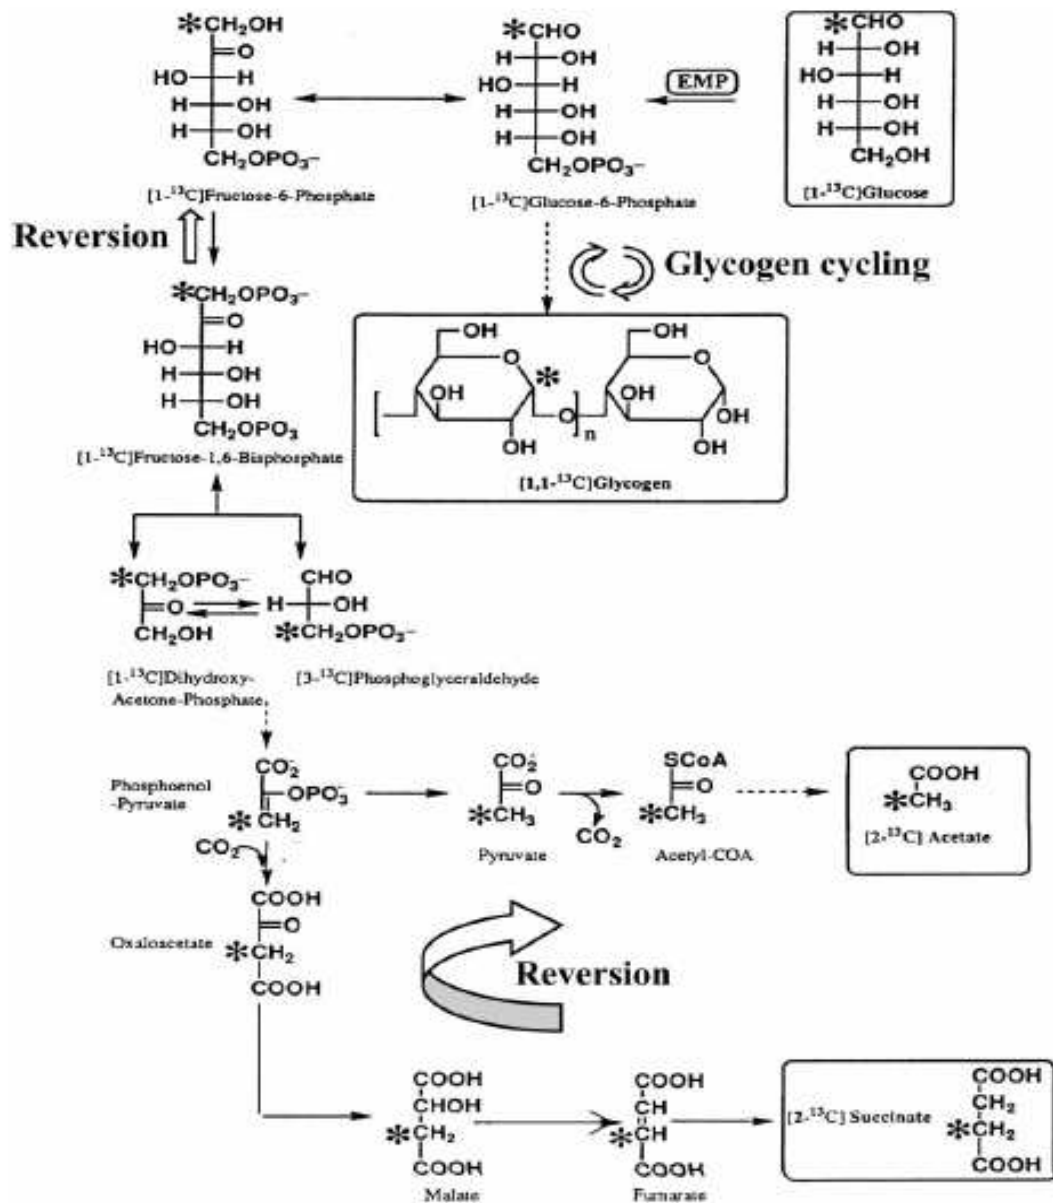 *CH₂OH
=O
HO H
H OH
H OH
CH₂OPO₃⁻
[1-¹³C]Fructose-6-Phosphate
*CHO
H OH
HO H
H OH
H OH
CH₂OPO₃⁻
[1-¹³C]Glucose-6-Phosphate
EMP
*CHO
H OH
HO H
H OH
H OH
CH₂OH
[1-¹³C]Glucose
Reversion
Glycogen cycling
*CH₂OPO₃⁻
=O
HO H
H OH
H OH
CH₂OPO₃
[1-¹³C]Fructose-1,6-Bisphosphate
OH OH
O * O
OH O OH
[ ]n OH
OH OH
[1,1-¹³C]Glycogen
*CH₂OPO₃⁻
=O
CH₂OH
[1-¹³C]Dihydroxy-
Acetone-Phosphate
CHO
H OH
*CH₂OPO₃⁻
[3-¹³C]Phosphoglyceraldehyde
Phosphoenol
-Pyruvate
CO₂⁻
OPO₃⁻
*CH₂
CO₂⁻
=O
*CH₃
Pyruvate
CO₂
SCoA
=O
*CH₃
Acetyl-COA
COOH
*CH₃
[2-¹³C] Acetate
CO₂
Oxaloacetate
COOH
=O
*CH₂
COOH
Reversion
COOH
CHOH
*CH₂
COOH
Malate
COOH
CH
*CH
COOH
Fumarate
[2-¹³C] Succinate
COOH
CH₂
*CH₂
COOH